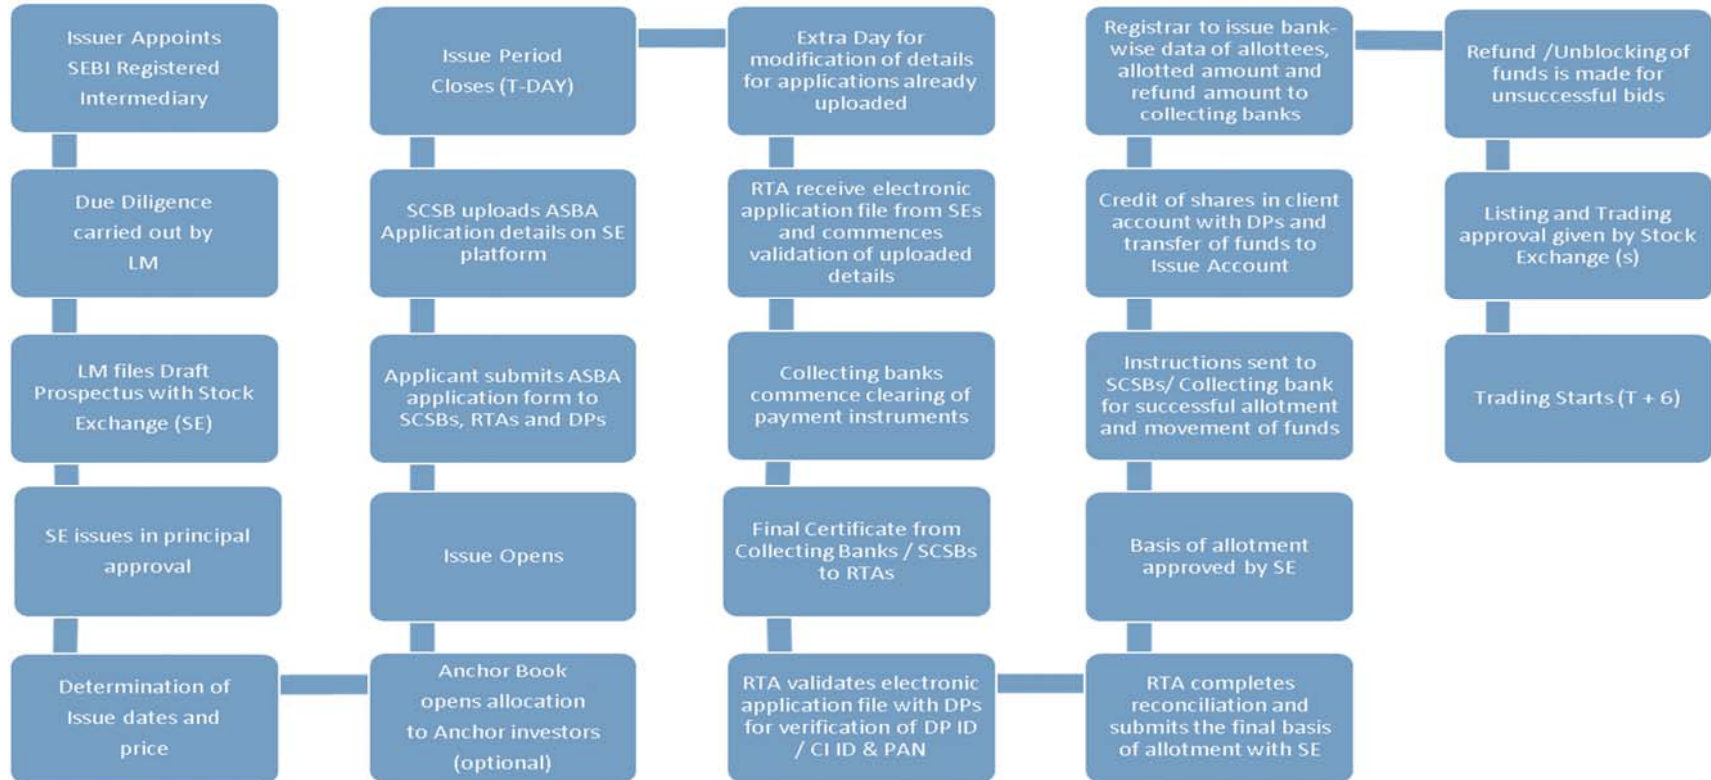 Issuer Appoints
SEBI Registered
Intermediary
Due Diligence
carried out by
LM
LM files Draft
Prospectus with Stock
Exchange (SE)
SE issues in principal
approval
Determination of
Issue dates and
price
Anchor Book
opens allocation
to Anchor investors
(optional)
Issue Opens
Applicant submits ASBA
application form to
SCSBs, RTAs and DPs
SCSB uploads ASBA
Application details on SE
platform
Issue Period
Closes (T-DAY)
Extra Day for
modification of details
for applications already
uploaded
RTA receive electronic
application file from SEs
and commences
validation of uploaded
details
Collecting banks
commence clearing of
payment instruments
Final Certificate from
Collecting Banks / SCSBs
to RTAs
RTA validates electronic
application file with DPs
for verification of DP ID
/ CI ID & PAN
RTA completes
reconciliation and
submits the final basis
of allotment with SE
Basis of allotment
approved by SE
Instructions sent to
SCSBs/ Collecting bank
for successful allotment
and movement of funds
Credit of shares in client
account with DPs and
transfer of funds to
Issue Account
Registrar to issue bank-
wise data of allottees,
allotted amount and
refund amount to
collecting banks
Refund /Unblocking of
funds is made for
unsuccessful bids
Listing and Trading
approval given by Stock
Exchange (s)
Trading Starts (T + 6)